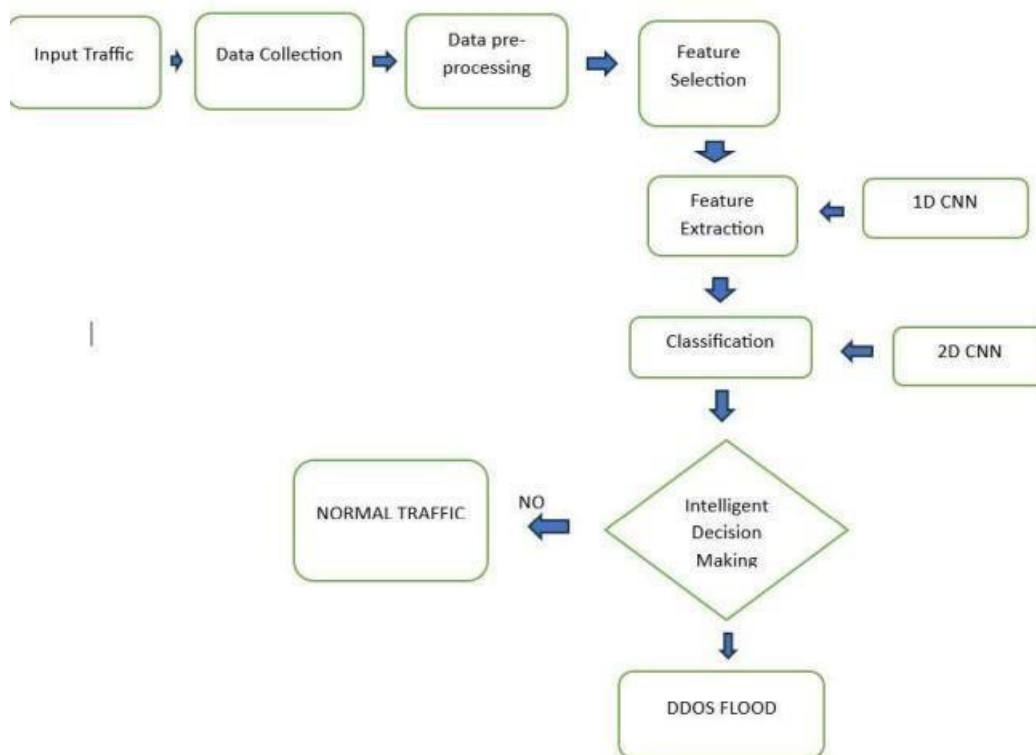 Input Traffic
Data Collection
Data pre-
processing
Feature
Selection
Feature
Extraction
1D CNN
Classification
2D CNN
Intelligent
Decision
Making
NO
NORMAL TRAFFIC
DDOS FLOOD